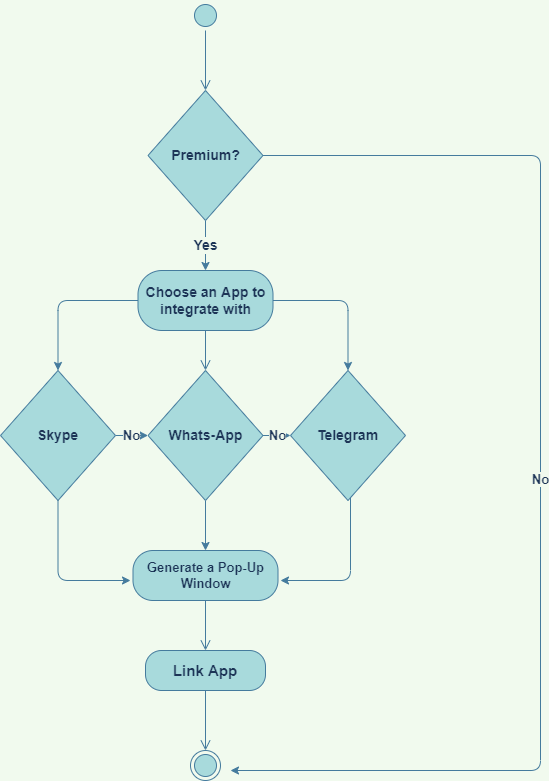 Premium?
Yes
Choose an App to
integrate with
Skype
No
Whats-App
No
Telegram
No
Generate a Pop-Up
Window
Link App